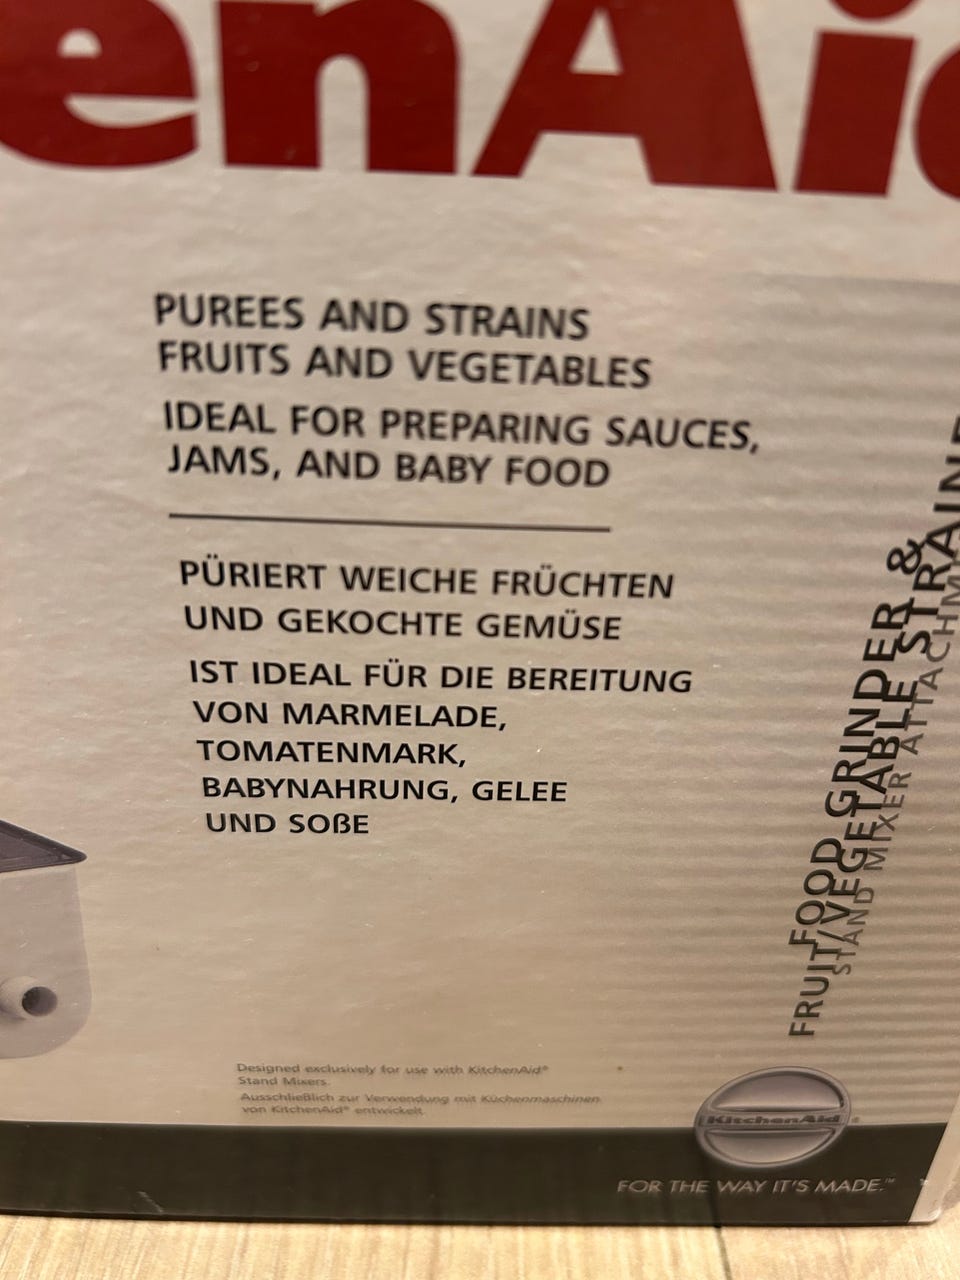 enAi
PUREES AND STRAINS
FRUITS AND VEGETABLES
IDEAL FOR PREPARING SAUCES,
JAMS, AND BABY FOOD
PÜRIERT WEICHE FRÜCHTEN
UND GEKOCHTE GEMÜSE
IST IDEAL FÜR DIE BEREITUNG
VON MARMELADE,
TOMATENMARK,
BABYNAHRUNG, GELEE
UND SOßE
FOOD GRINDER &
FRUIT/VEGETABLE STRAINE
STAND MIXER ATTACHM
Designed exclusively for use with KitchenAid®
Stand Mixers.
Ausschließlich zur Verwendung mit Küchenmaschinen
von KitchenAid® entwickelt.
KitchenAid®
FOR THE WAY IT'S MADE.™